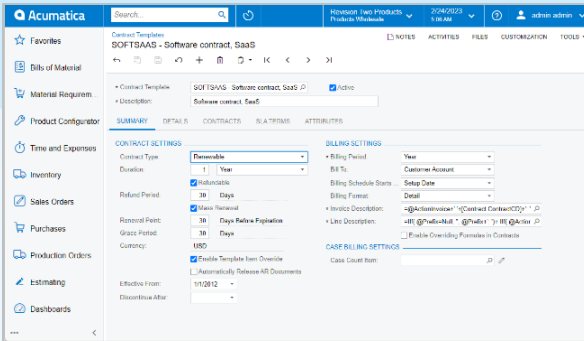 Acumatica
Search...
Revision Two Products
Products Wholesale
2/24/2023
5:06 AM
admin admin
Favorites
Bills of Material
Material Requirem...
Product Configurator
Time and Expenses
Inventory
Sales Orders
Purchases
Production Orders
Estimating
Dashboards
Contract Templates
SOFTSAAS - Software contract, SaaS
NOTES ACTIVITIES FILES CUSTOMIZATION TOOLS
* Contract Template: SOFTSAAS - Software contract, SaaS
Active
* Description: Software contract, SaaS
SUMMARY DETAILS CONTRACTS SLA TERMS ATTRIBUTES
CONTRACT SETTINGS
Contract Type: Renewable
Duration: 1 Year
Refundable
Refund Period: 30 Days
Mass Renewal
Renewal Point: 30 Days Before Expiration
Grace Period: 30 Days
Currency: USD
Enable Template Item Override
Automatically Release AR Documents
Effective From: 1/1/2012
Discontinue After:
BILLING SETTINGS
* Billing Period: Year
Bill To: Customer Account
Billing Schedule Starts ... Setup Date
Billing Format: Detail
* Invoice Description: =@ActionInvoice+' '+[Contract.ContractCD]+' '
* Line Description:
Enable Overriding Formulas in Contracts
CASE BILLING SETTINGS
Case Count Item: